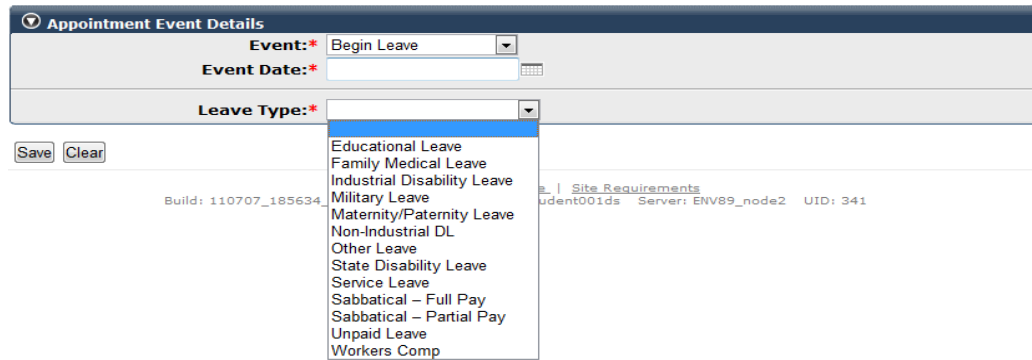 Appointment Event Details
Event:* Begin Leave
Event Date:*
Leave Type:*
Educational Leave
Family Medical Leave
Industrial Disability Leave
Military Leave
Maternity/Paternity Leave
Non-Industrial DL
Other Leave
State Disability Leave
Service Leave
Sabbatical – Full Pay
Sabbatical – Partial Pay
Unpaid Leave
Workers Comp
Save Clear
| Site Requirements
Build: 110707_185634_ udent001ds Server: ENV89_node2 UID: 341